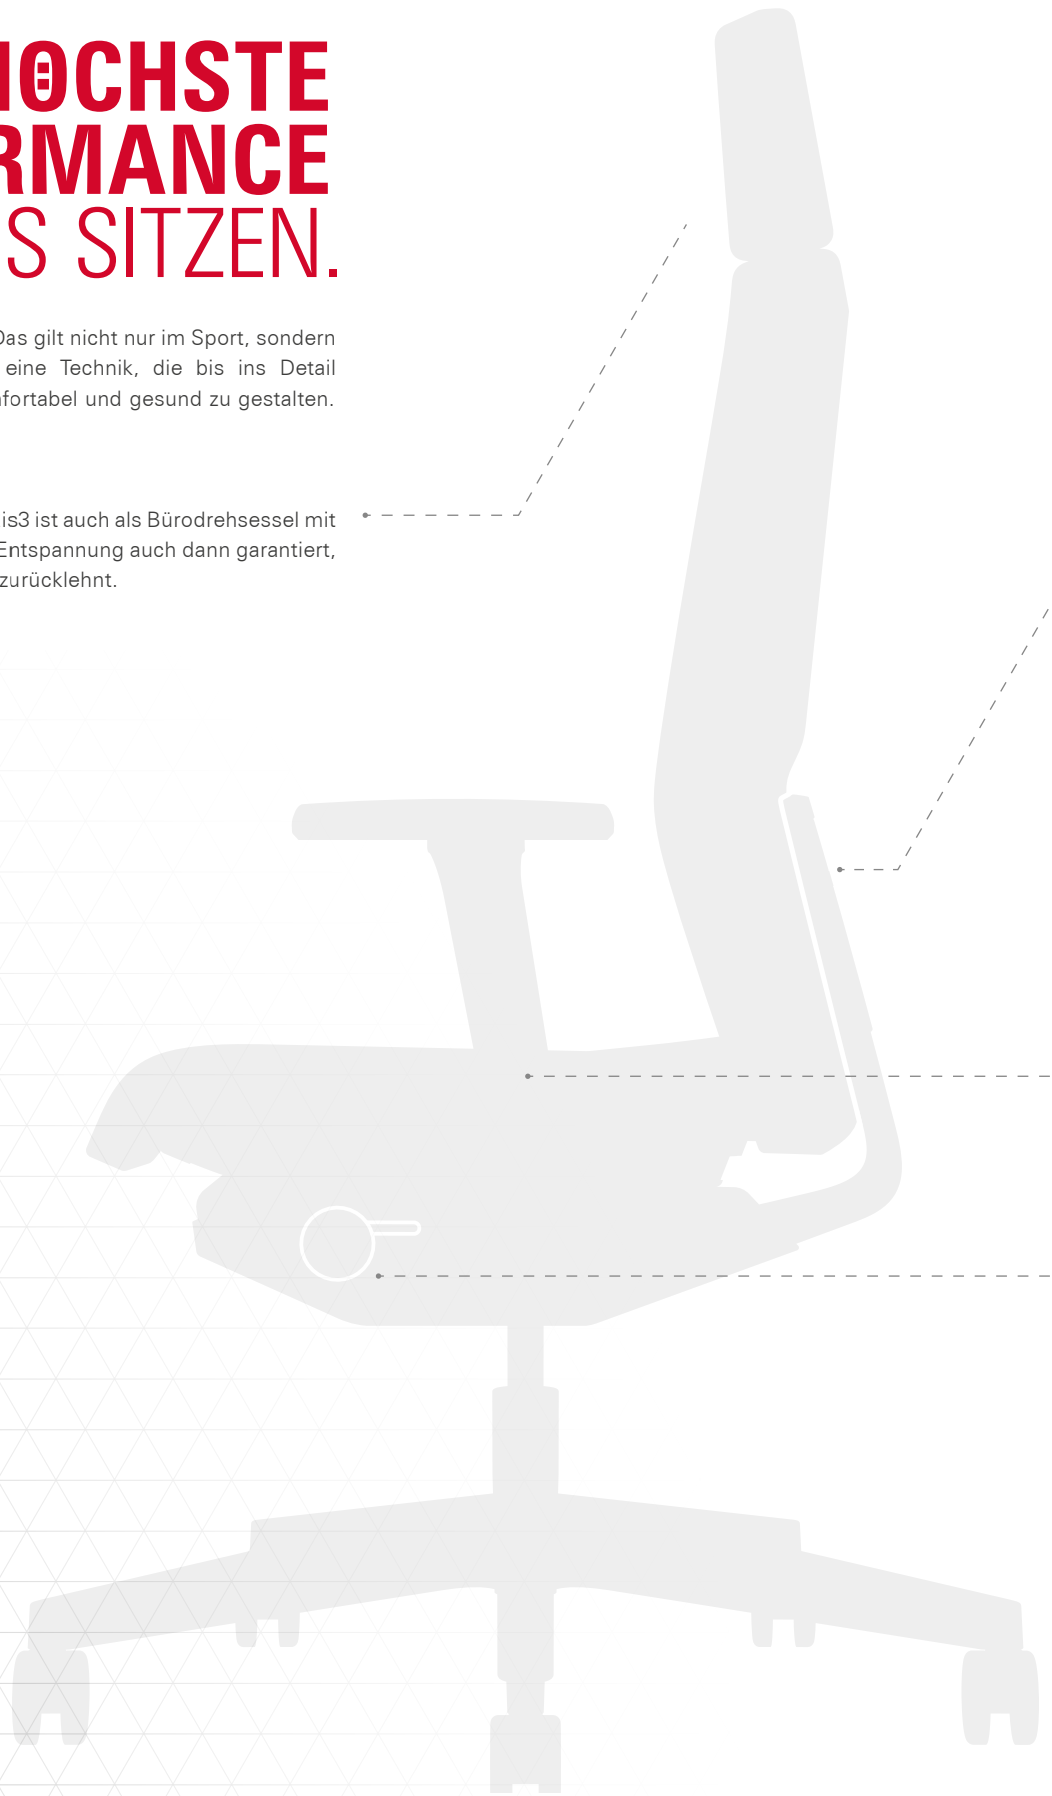 HÖCHSTE
RMANCE
S SITZEN.
Das gilt nicht nur im Sport, sondern
eine Technik, die bis ins Detail
fortabel und gesund zu gestalten.
is3 ist auch als Bürodrehsessel mit
Entspannung auch dann garantiert,
zurücklehnt.